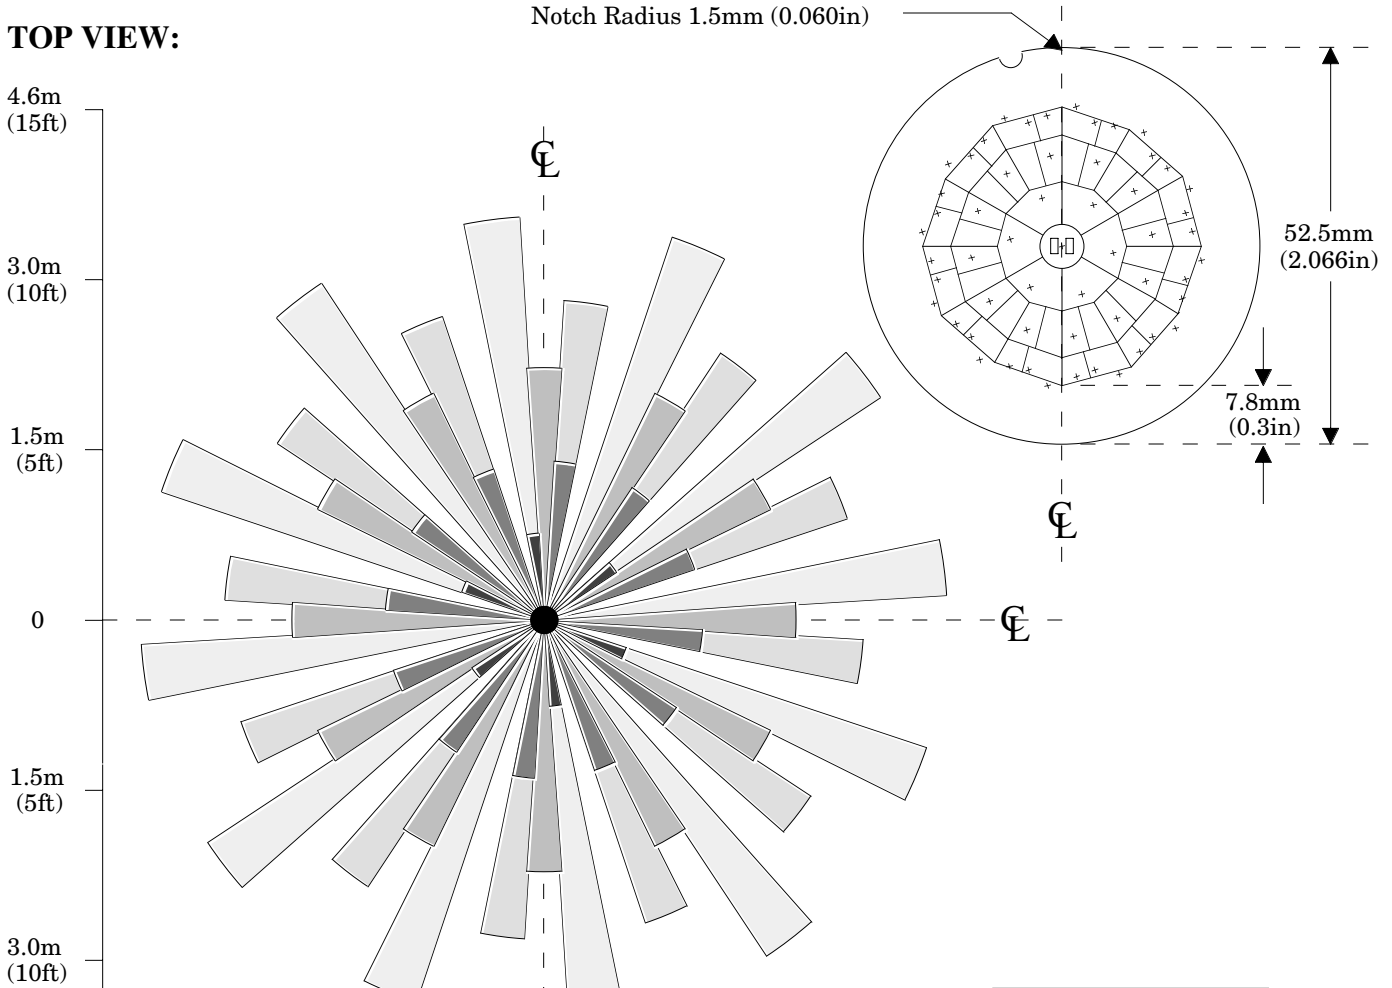 Notch Radius 1.5mm (0.060in)
TOP VIEW:
4.6m
(15ft)
℄
3.0m
(10ft)
52.5mm
(2.066in)
7.8mm
(0.3in)
1.5m
(5ft)
℄
0
℄
1.5m
(5ft)
3.0m
(10ft)